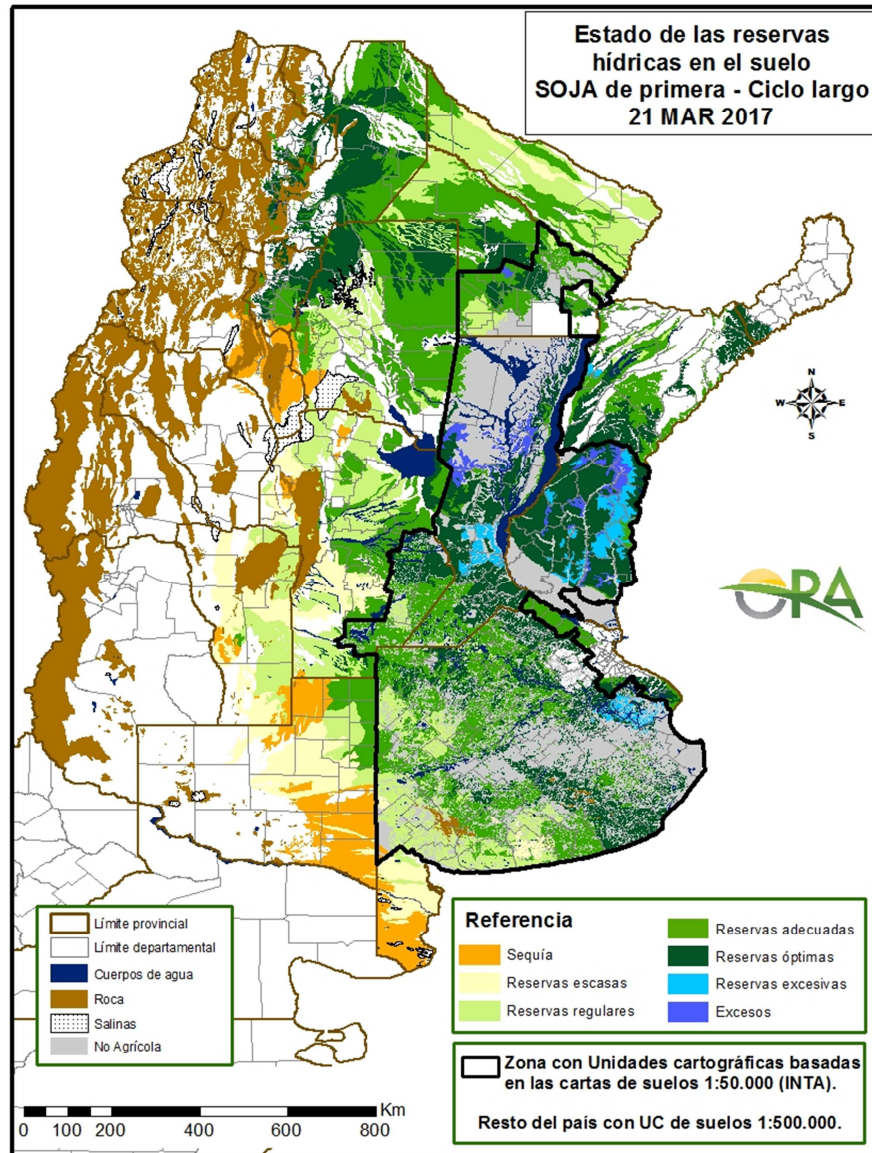 Estado de las reservas
hídricas en el suelo
SOJA de primera - Ciclo largo
21 MAR 2017
N
W
E
S
ORA
Límite provincial
Límite departamental
Cuerpos de agua
Roca
Salinas
No Agrícola
Referencia
Sequía
Reservas escasas
Reservas regulares
Reservas adecuadas
Reservas óptimas
Reservas excesivas
Excesos
Zona con Unidades cartográficas basadas
en las cartas de suelos 1:50.000 (INTA).
Resto del país con UC de suelos 1:500.000.
Km
0 100 200 400 600 800